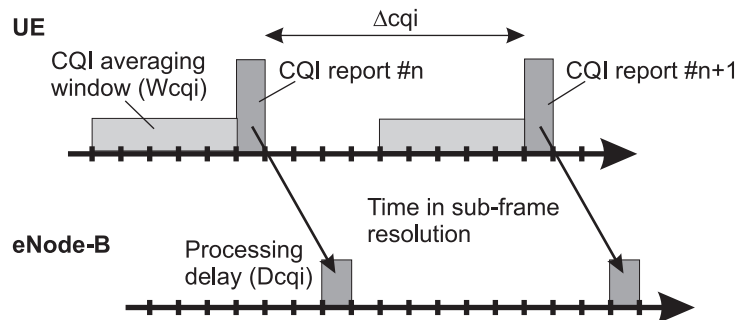 UE
Δcqi
CQI averaging
window (Wcqi)
CQI report #n
CQI report #n+1
Time in sub-frame
resolution
eNode-B
Processing
delay (Dcqi)